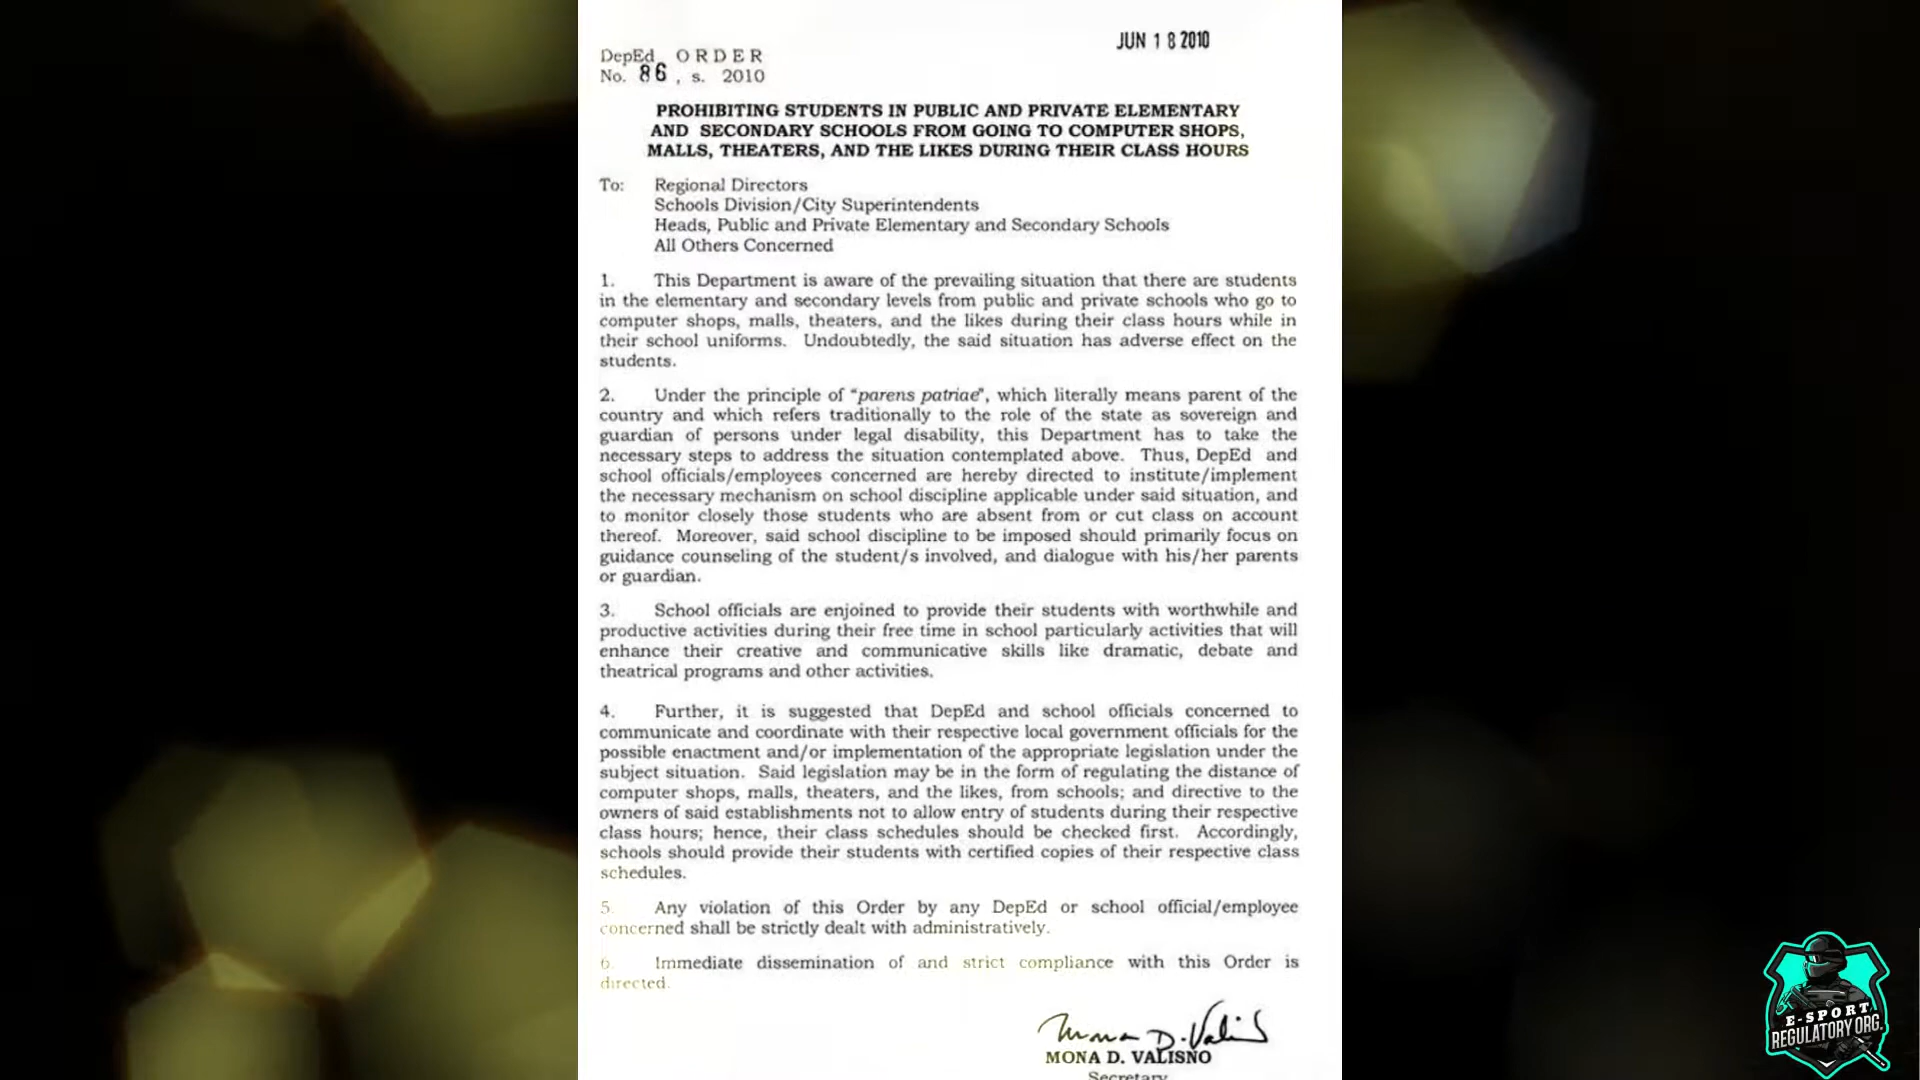 JUN 18 2010
DepEd ORDER
No. 86, s. 2010
PROHIBITING STUDENTS IN PUBLIC AND PRIVATE ELEMENTARY
AND SECONDARY SCHOOLS FROM GOING TO COMPUTER SHOPS,
MALLS, THEATERS, AND THE LIKES DURING THEIR CLASS HOURS
To: Regional Directors
Schools Division/City Superintendents
Heads, Public and Private Elementary and Secondary Schools
All Others Concerned
1. This Department is aware of the prevailing situation that there are students
in the elementary and secondary levels from public and private schools who go to
computer shops, malls, theaters, and the likes during their class hours while in
their school uniforms. Undoubtedly, the said situation has adverse effect on the
students.
2. Under the principle of "parens patriae", which literally means parent of the
country and which refers traditionally to the role of the state as sovereign and
guardian of persons under legal disability, this Department has to take the
necessary steps to address the situation contemplated above. Thus, DepEd and
school officials/employees concerned are hereby directed to institute/implement
the necessary mechanism on school discipline applicable under said situation, and
to monitor closely those students who are absent from or cut class on account
thereof. Moreover, said school discipline to be imposed should primarily focus on
guidance counseling of the student/s involved, and dialogue with his/her parents
or guardian.
3. School officials are enjoined to provide their students with worthwhile and
productive activities during their free time in school particularly activities that will
enhance their creative and communicative skills like dramatic, debate and
theatrical programs and other activities.
4. Further, it is suggested that DepEd and school officials concerned to
communicate and coordinate with their respective local government officials for the
possible enactment and/or implementation of the appropriate legislation under the
subject situation. Said legislation may be in the form of regulating the distance of
computer shops, malls, theaters, and the likes, from schools; and directive to the
owners of said establishments not to allow entry of students during their respective
class hours; hence, their class schedules should be checked first. Accordingly,
schools should provide their students with certified copies of their respective class
schedules.
5. Any violation of this Order by any DepEd or school official/employee
concerned shall be strictly dealt with administratively.
6. Immediate dissemination of and strict compliance with this Order is
directed.
Mona D. Valisno
MONA D. VALISNO
Secretary
E-SPORT
REGULATORY ORG.